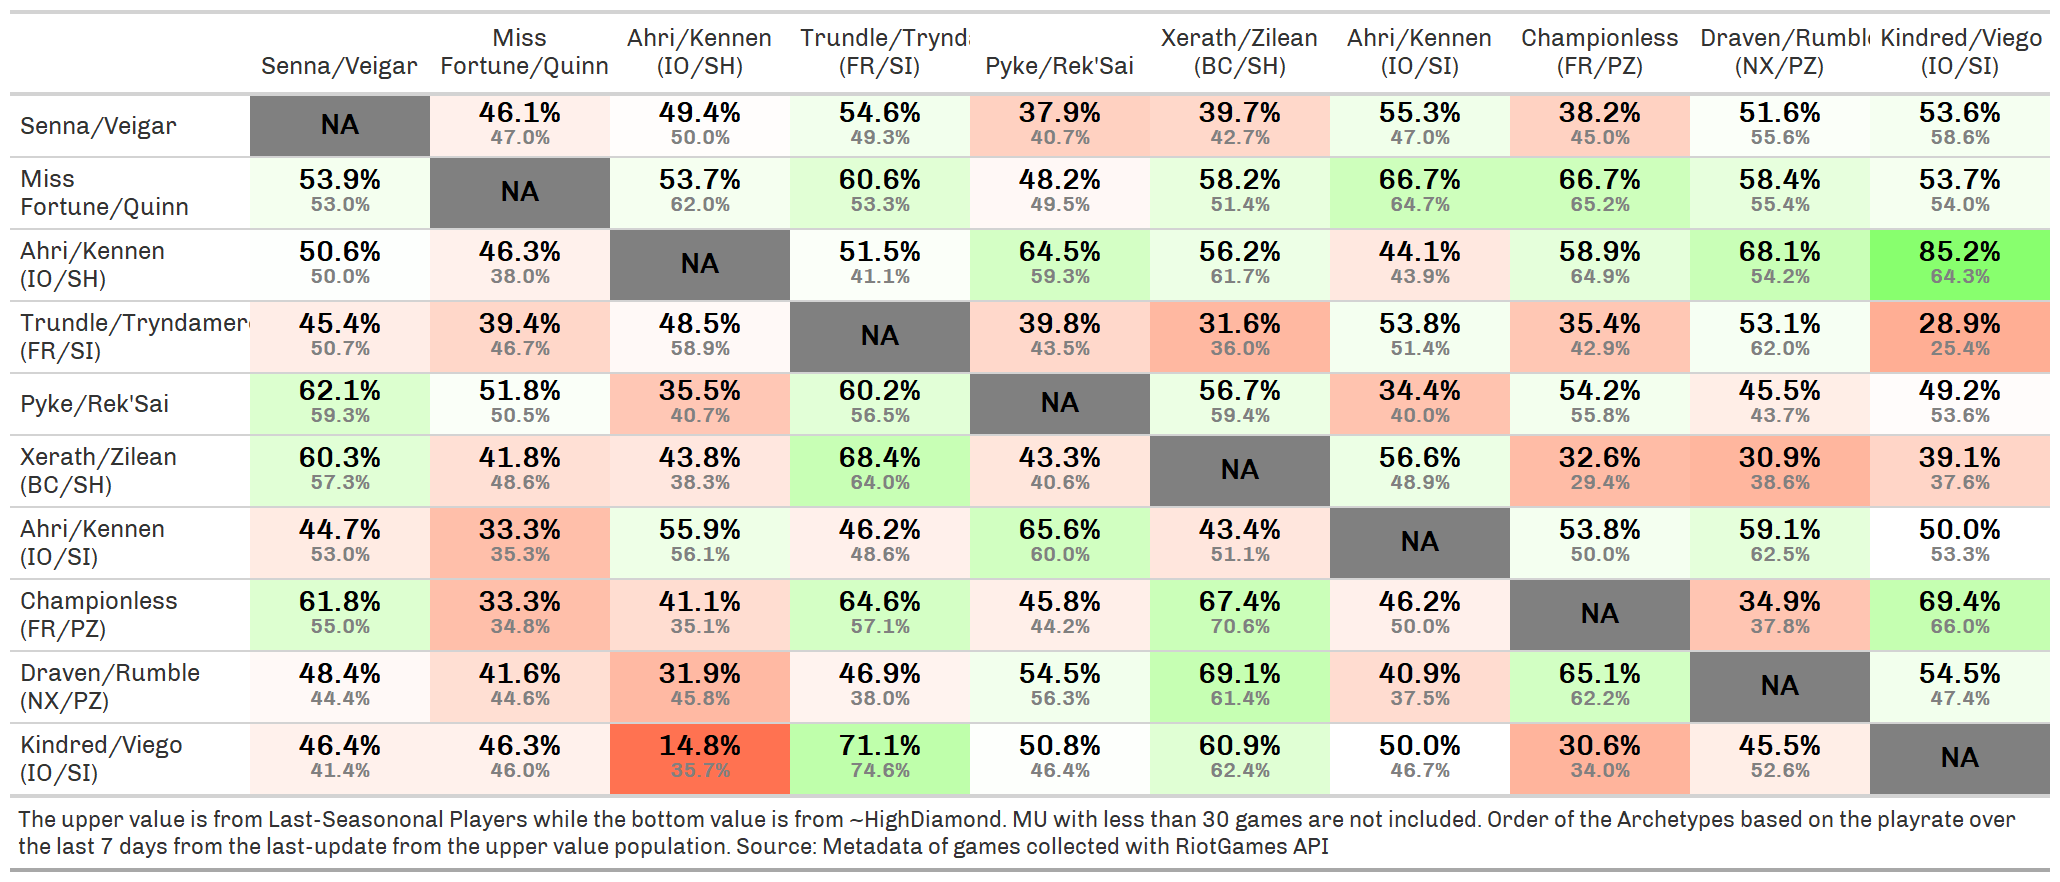 Senna/Veigar Miss Fortune/Quinn Ahri/Kennen (IO/SH) Trundle/Trynda (FR/SI) Pyke/Rek'Sai Xerath/Zilean (BC/SH) Ahri/Kennen (IO/SI) Championless (FR/PZ) Draven/Rumble (NX/PZ) Kindred/Viego (IO/SI)
Senna/Veigar NA 46.1% 49.4% 54.6% 37.9% 39.7% 55.3% 38.2% 51.6% 53.6%
47.0% 50.0% 49.3% 40.7% 42.7% 47.0% 45.0% 55.6% 58.6%
Miss Fortune/Quinn 53.9% NA 53.7% 60.6% 48.2% 58.2% 66.7% 66.7% 58.4% 53.7%
53.0% 62.0% 53.3% 49.5% 51.4% 64.7% 65.2% 55.4% 54.0%
Ahri/Kennen (IO/SH) 50.6% 46.3% NA 51.5% 64.5% 56.2% 44.1% 58.9% 68.1% 85.2%
50.0% 38.0% 41.1% 59.3% 61.7% 43.9% 64.9% 54.2% 64.3%
Trundle/Tryndamer (FR/SI) 45.4% 39.4% 48.5% NA 39.8% 31.6% 53.8% 35.4% 53.1% 28.9%
50.7% 46.7% 58.9% 43.5% 36.0% 51.4% 42.9% 62.0% 25.4%
Pyke/Rek'Sai 62.1% 51.8% 35.5% 60.2% NA 56.7% 34.4% 54.2% 45.5% 49.2%
59.3% 50.5% 40.7% 56.5% 59.4% 40.0% 55.8% 43.7% 53.6%
Xerath/Zilean (BC/SH) 60.3% 41.8% 43.8% 68.4% 43.3% NA 56.6% 32.6% 30.9% 39.1%
57.3% 48.6% 38.3% 64.0% 40.6% 48.9% 29.4% 38.6% 37.6%
Ahri/Kennen (IO/SI) 44.7% 33.3% 55.9% 46.2% 65.6% 43.4% NA 53.8% 59.1% 50.0%
53.0% 35.3% 56.1% 48.6% 60.0% 51.1% 50.0% 62.5% 53.3%
Championless (FR/PZ) 61.8% 33.3% 41.1% 64.6% 45.8% 67.4% 46.2% NA 34.9% 69.4%
55.0% 34.8% 35.1% 57.1% 44.2% 70.6% 50.0% 37.8% 66.0%
Draven/Rumble (NX/PZ) 48.4% 41.6% 31.9% 46.9% 54.5% 69.1% 40.9% 65.1% NA 54.5%
44.4% 44.6% 45.8% 38.0% 56.3% 61.4% 37.5% 62.2% 47.4%
Kindred/Viego (IO/SI) 46.4% 46.3% 14.8% 71.1% 50.8% 60.9% 50.0% 30.6% 45.5% NA
41.4% 46.0% 35.7% 74.6% 46.4% 62.4% 46.7% 34.0% 52.6%
The upper value is from Last-Seasononal Players while the bottom value is from ~HighDiamond. MU with less than 30 games are not included. Order of the Archetypes based on the playrate over
the last 7 days from the last-update from the upper value population. Source: Metadata of games collected with RiotGames API